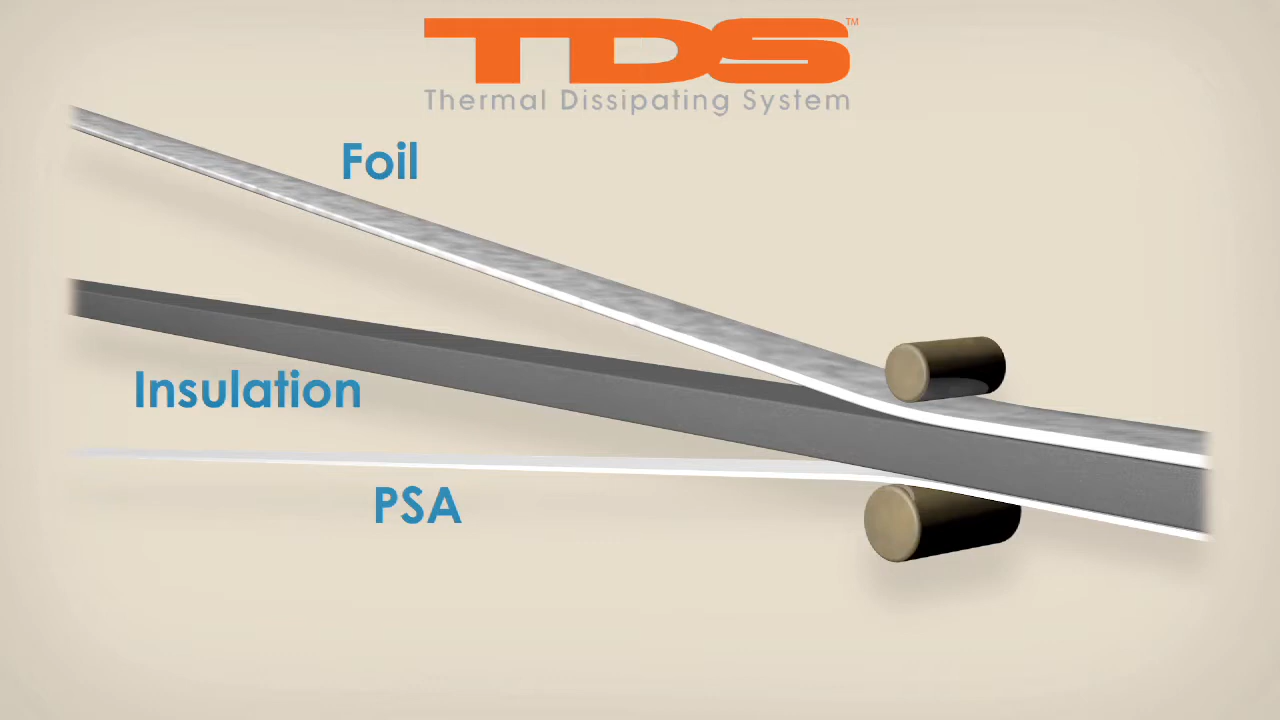 TDS™
Thermal Dissipating System
Foil
Insulation
PSA